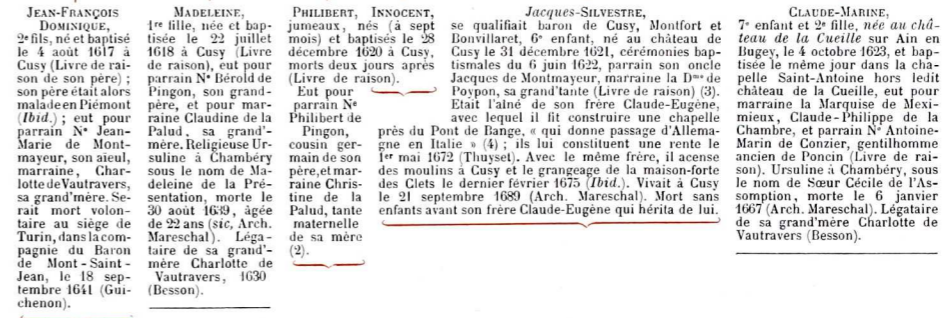 JEAN-FRANÇOIS
DOMINIQUE,
2e fils, né et baptisé
le 4 août 1617 à
Cusy (Livre de rai-
son de son père) ;
son père était alors
malade en Piémont
(Ibid.) ; eut pour
parrain Ne Jean-
Marie de Mont-
mayeur, son aïeul,
marraine, Char-
lotte de Vautravers,
sa grand'mère. Se-
rait mort volon-
taire au siège de
Turin, dans la com-
pagnie du Baron
de Mont-Saint-
Jean, le 18 sep-
tembre 1641 (Gui-
chenon).
MADELEINE,
1re fille, née et bap-
tisée le 22 juillet
1618 à Cusy (Livre
de raison), eut pour
parrain Ne Bérold de
Pingon, son grand-
père, et pour mar-
raine Claudine de la
Palud, sa grand'-
mère. Religieuse Ur-
suline à Chambéry
sous le nom de Ma-
deleine de la Pré-
sentation, morte le
30 août 1639, âgée
de 22 ans (sic, Arch.
Mareschal). Léga-
taire de sa grand'-
mère Charlotte de
Vautravers, 1630
(Besson).
PHILIBERT, INNOCENT,
jumeaux, nés (à sept
mois) et baptisés le 28
décembre 1620 à Cusy,
morts deux jours après
(Livre de raison).
Eut pour
parrain Ne
Philibert de
Pingon,
cousin ger-
main de son
père, et mar-
raine Chris-
tine de la
Palud, tante
maternelle
de sa mère
(2).
Jacques-SILVESTRE,
se qualifiait baron de Cusy, Montfort et
Bonvillaret, 6e enfant, né au château de
Cusy le 31 décembre 1621, cérémonies bap-
tismales du 6 juin 1622, parrain son oncle
Jacques de Montmayeur, marraine la Dme de
Poypon, sa grand'tante (Livre de raison) (3).
Etait l'aîné de son frère Claude-Eugène,
avec lequel il fit construire une chapelle
près du Pont de Bange, « qui donne passage d'Allema-
gne en Italie » (4) ; ils lui constituent une rente le
1er mai 1672 (Thuyset). Avec le même frère, il acense
des moulins à Cusy et le grangeage de la maison-forte
des Clets le dernier février 1675 (Ibid.). Vivait à Cusy
le 21 septembre 1689 (Arch. Mareschal). Mort sans
enfants avant son frère Claude-Eugène qui hérita de lui.
CLAUDE-MARINE,
7e enfant et 2e fille, née au châ-
teau de la Cueille sur Ain en
Bugey, le 4 octobre 1623, et bap-
tisée le même jour dans la cha-
pelle Saint-Antoine hors ledit
château de la Cueille, eut pour
marraine la Marquise de Mexi-
mieux, Claude-Philippe de la
Chambre, et parrain Ne Antoine-
Marin de Conzier, gentilhomme
ancien de Poncin (Livre de rai-
son). Ursuline à Chambéry, sous
le nom de Sœur Cécile de l'As-
somption, morte le 6 janvier
1667 (Arch. Mareschal). Légataire
de sa grand'mère Charlotte de
Vautravers (Besson).